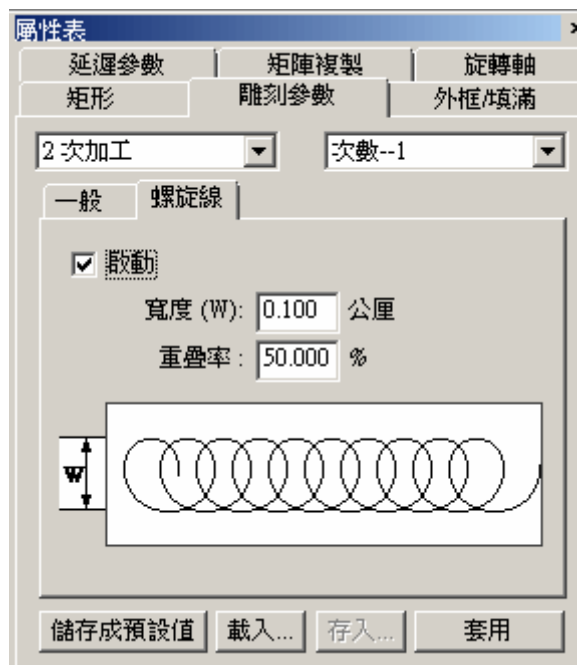 屬性表
延遲參數 矩陣複製 旋轉軸
矩形 雕刻參數 外框/填滿
2 次加工 次數--1
一般 螺旋線
啟動
寬度 (W): 0.100 公厘
重疊率 : 50.000 %
W
儲存成預設值 載入... 存入... 套用